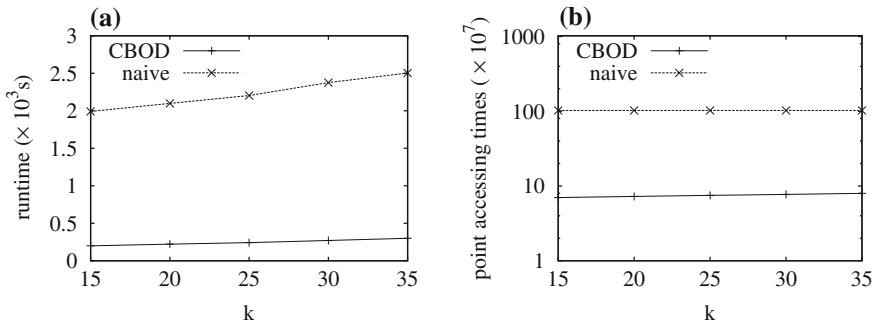 (a)
3
2.5
2
1.5
1
0.5
0
15 20 25 30 35
k
runtime (× 10³s)
CBOD
naive
(b)
1000
100
10
1
15 20 25 30 35
k
point accessing times ( × 10⁷)
CBOD
naive